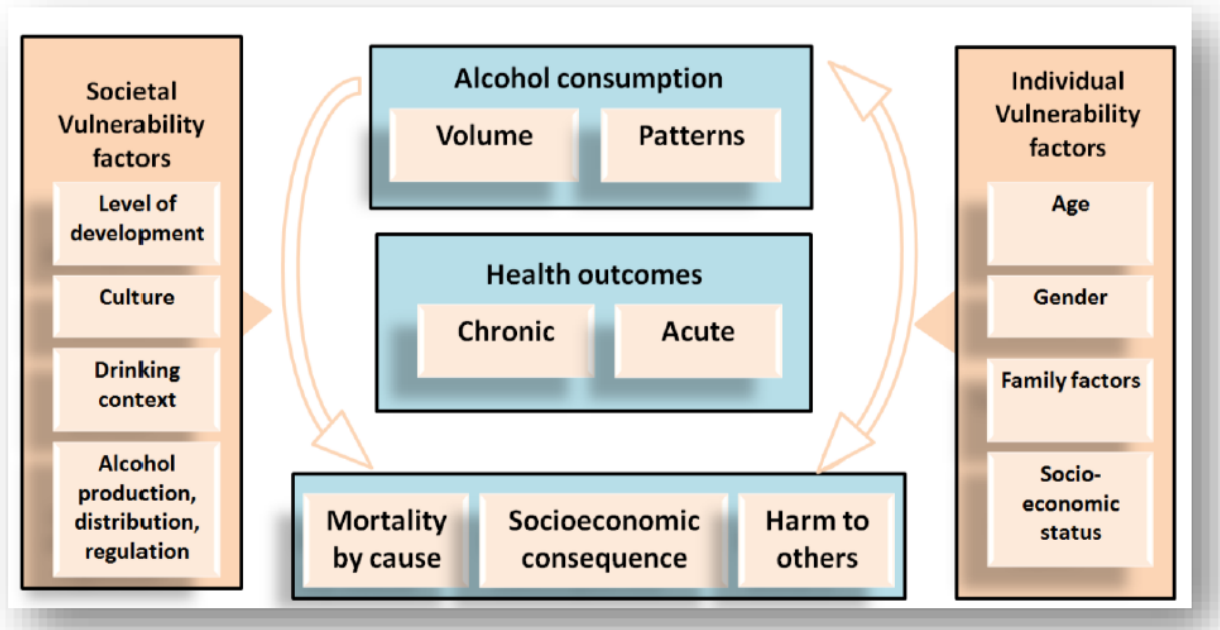 Societal
Vulnerability
factors
Level of
development
Culture
Drinking
context
Alcohol
production,
distribution,
regulation
Alcohol consumption
Volume
Patterns
Health outcomes
Chronic
Acute
Mortality
by cause
Socioeconomic
consequence
Harm to
others
Individual
Vulnerability
factors
Age
Gender
Family factors
Socio-
economic
status